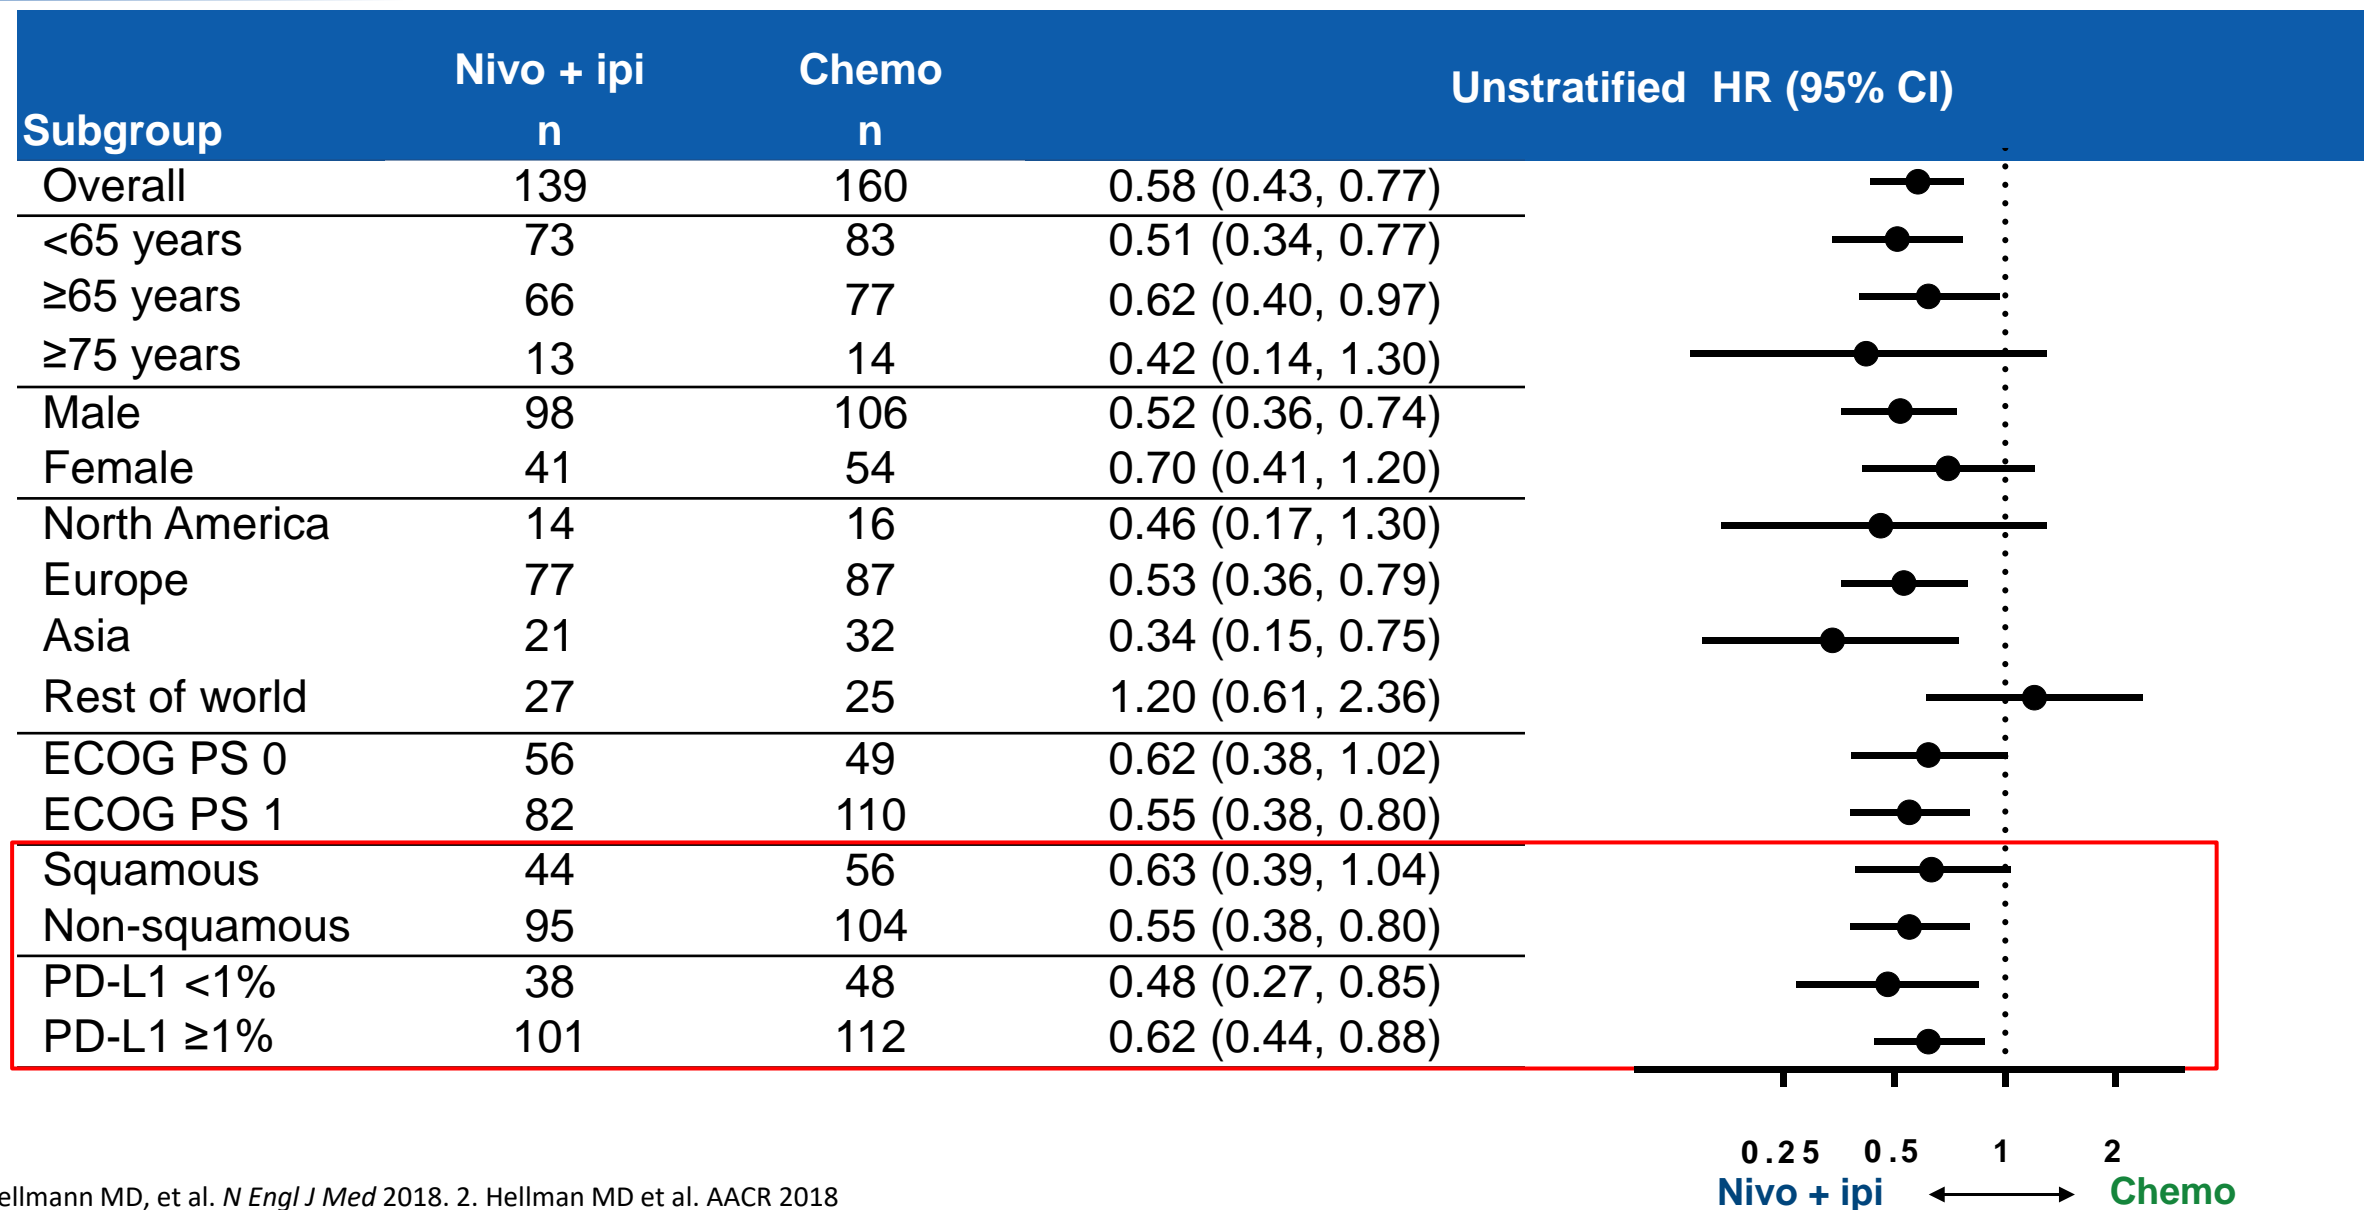 Nivo + ipi Chemo Unstratified HR (95% CI)
Subgroup n n
Overall 139 160 0.58 (0.43, 0.77)
<65 years 73 83 0.51 (0.34, 0.77)
≥65 years 66 77 0.62 (0.40, 0.97)
≥75 years 13 14 0.42 (0.14, 1.30)
Male 98 106 0.52 (0.36, 0.74)
Female 41 54 0.70 (0.41, 1.20)
North America 14 16 0.46 (0.17, 1.30)
Europe 77 87 0.53 (0.36, 0.79)
Asia 21 32 0.34 (0.15, 0.75)
Rest of world 27 25 1.20 (0.61, 2.36)
ECOG PS 0 56 49 0.62 (0.38, 1.02)
ECOG PS 1 82 110 0.55 (0.38, 0.80)
Squamous 44 56 0.63 (0.39, 1.04)
Non-squamous 95 104 0.55 (0.38, 0.80)
PD-L1 <1% 38 48 0.48 (0.27, 0.85)
PD-L1 ≥1% 101 112 0.62 (0.44, 0.88)
0.25 0.5 1 2
Nivo + ipi Chemo
ellmann MD, et al. N Engl J Med 2018. 2. Hellman MD et al. AACR 2018